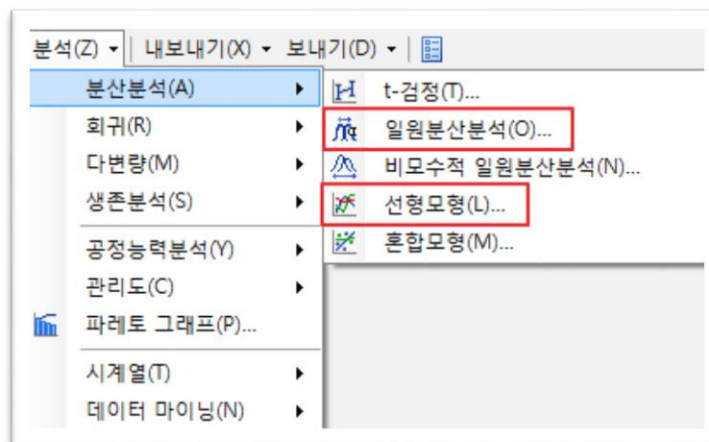 분석(Z) 내보내기(X) 보내기(D)
분산분석(A)
회귀(R)
다변량(M)
생존분석(S)
공정능력분석(Y)
관리도(C)
파레토 그래프(P)...
시계열(T)
데이터 마이닝(N)
t-검정(T)...
일원분산분석(O)...
비모수적 일원분산분석(N)...
선형모형(L)...
혼합모형(M)...